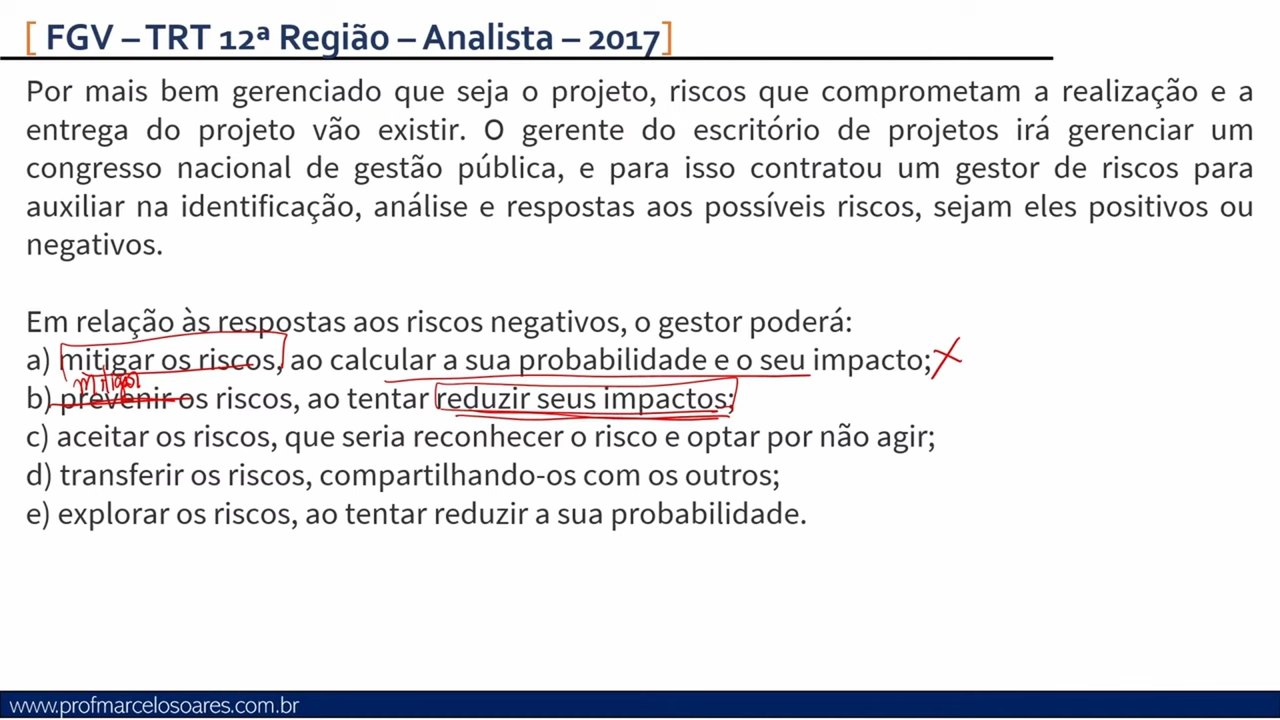 [ FGV – TRT 12ª Região – Analista – 2017]
Por mais bem gerenciado que seja o projeto, riscos que comprometam a realização e a
entrega do projeto vão existir. O gerente do escritório de projetos irá gerenciar um
congresso nacional de gestão pública, e para isso contratou um gestor de riscos para
auxiliar na identificação, análise e respostas aos possíveis riscos, sejam eles positivos ou
negativos.
Em relação às respostas aos riscos negativos, o gestor poderá:
a) mitigar os riscos, ao calcular a sua probabilidade e o seu impacto;
mitigar
b) prevenir os riscos, ao tentar reduzir seus impactos;
c) aceitar os riscos, que seria reconhecer o risco e optar por não agir;
d) transferir os riscos, compartilhando-os com os outros;
e) explorar os riscos, ao tentar reduzir a sua probabilidade.
www.profmarcelosoares.com.br